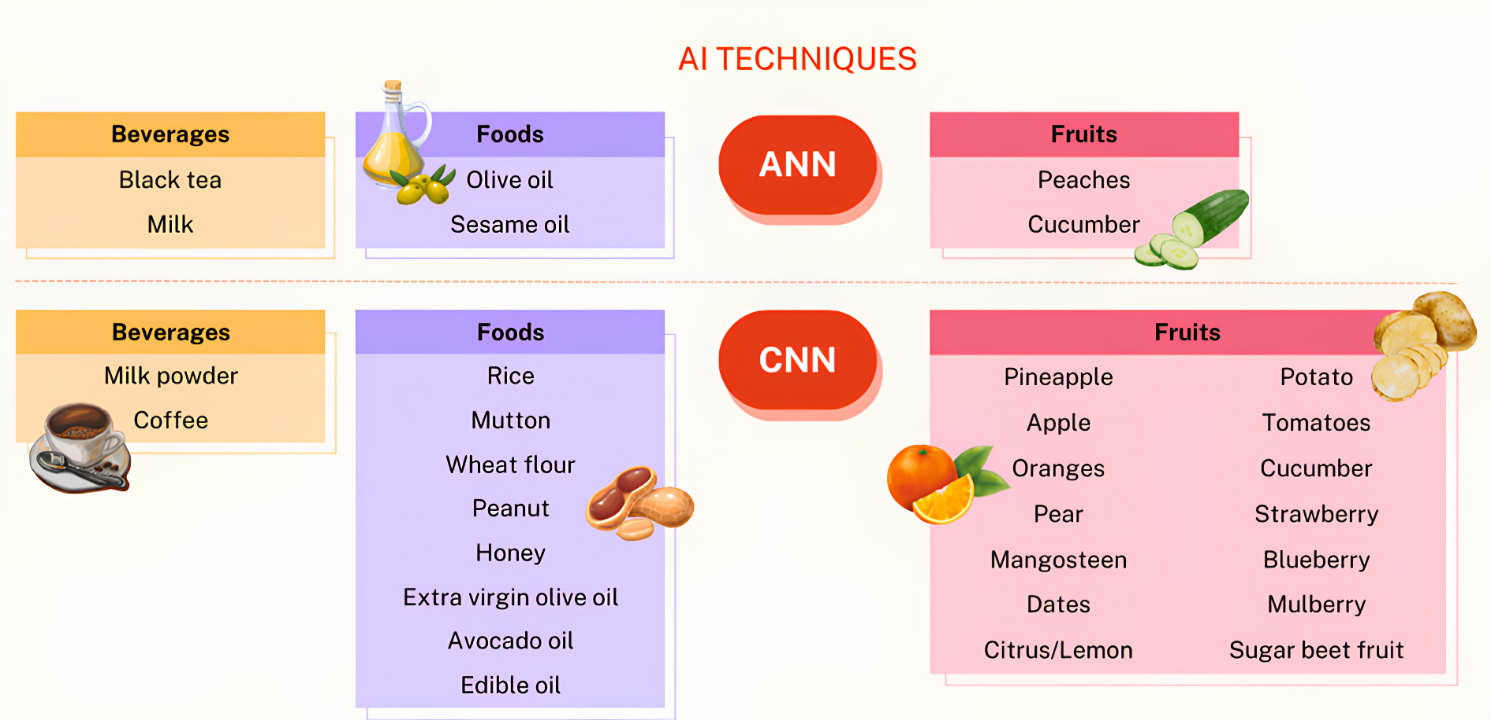 AI TECHNIQUES
Beverages
Black tea
Milk
Foods
Olive oil
Sesame oil
ANN
Fruits
Peaches
Cucumber
Beverages
Milk powder
Coffee
Foods
Rice
Mutton
Wheat flour
Peanut
Honey
Extra virgin olive oil
Avocado oil
Edible oil
CNN
Fruits
Pineapple
Apple
Oranges
Pear
Mangosteen
Dates
Citrus/Lemon
Potato
Tomatoes
Cucumber
Strawberry
Blueberry
Mulberry
Sugar beet fruit